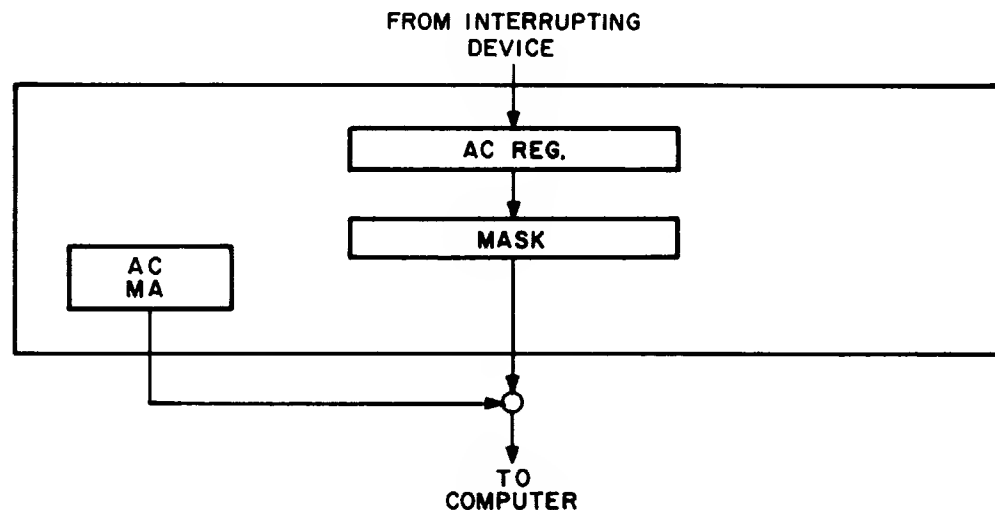 FROM INTERRUPTING
DEVICE
AC REG.
MASK
AC
MA
TO
COMPUTER